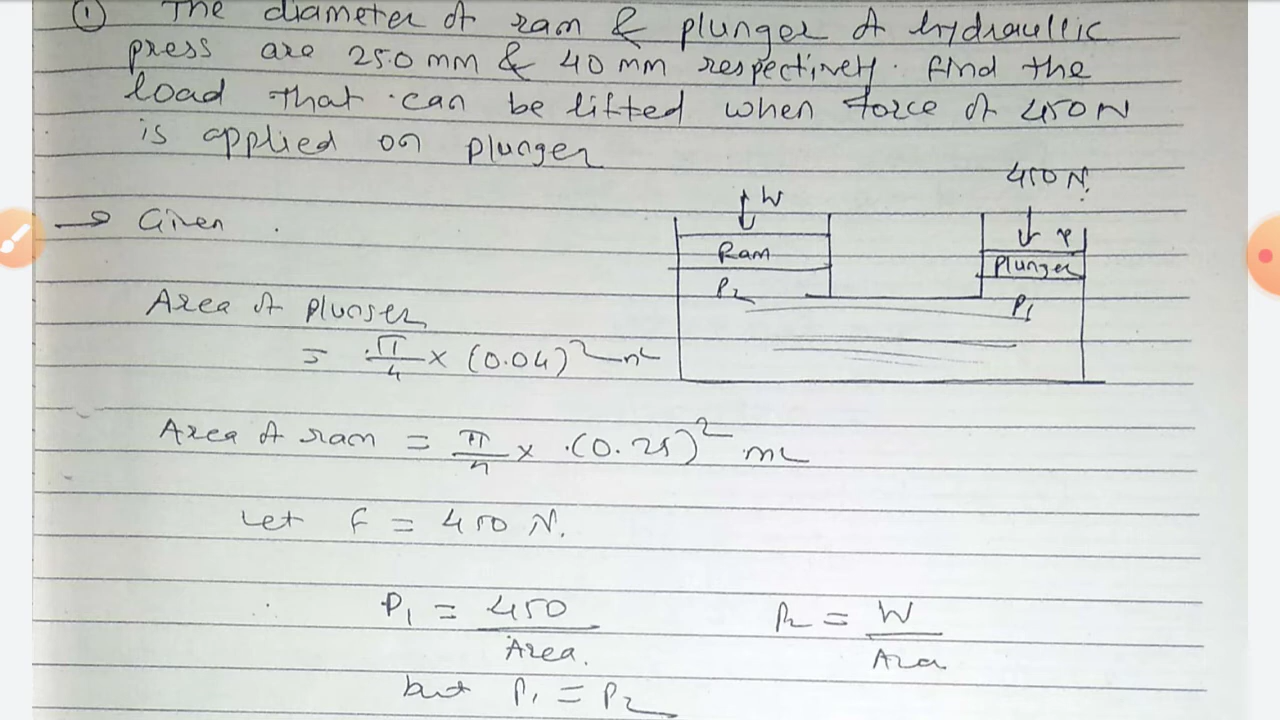 ① The diameter of ram & plunger of hydraullic
press are 250 mm & 40 mm respectively. Find the
load that can be lifted when force of 450 N
is applied on plunger
450 N.
↓ W
→ Given.
↓ P
Ram
Plunger
P2
P1
Area of plunger
= π/4 × (0.04)² m²
Area of ram = π/4 × (0.25)² m²
Let F = 450 N.
P1 = 450/Area. P2 = W/Area
but P1 = P2